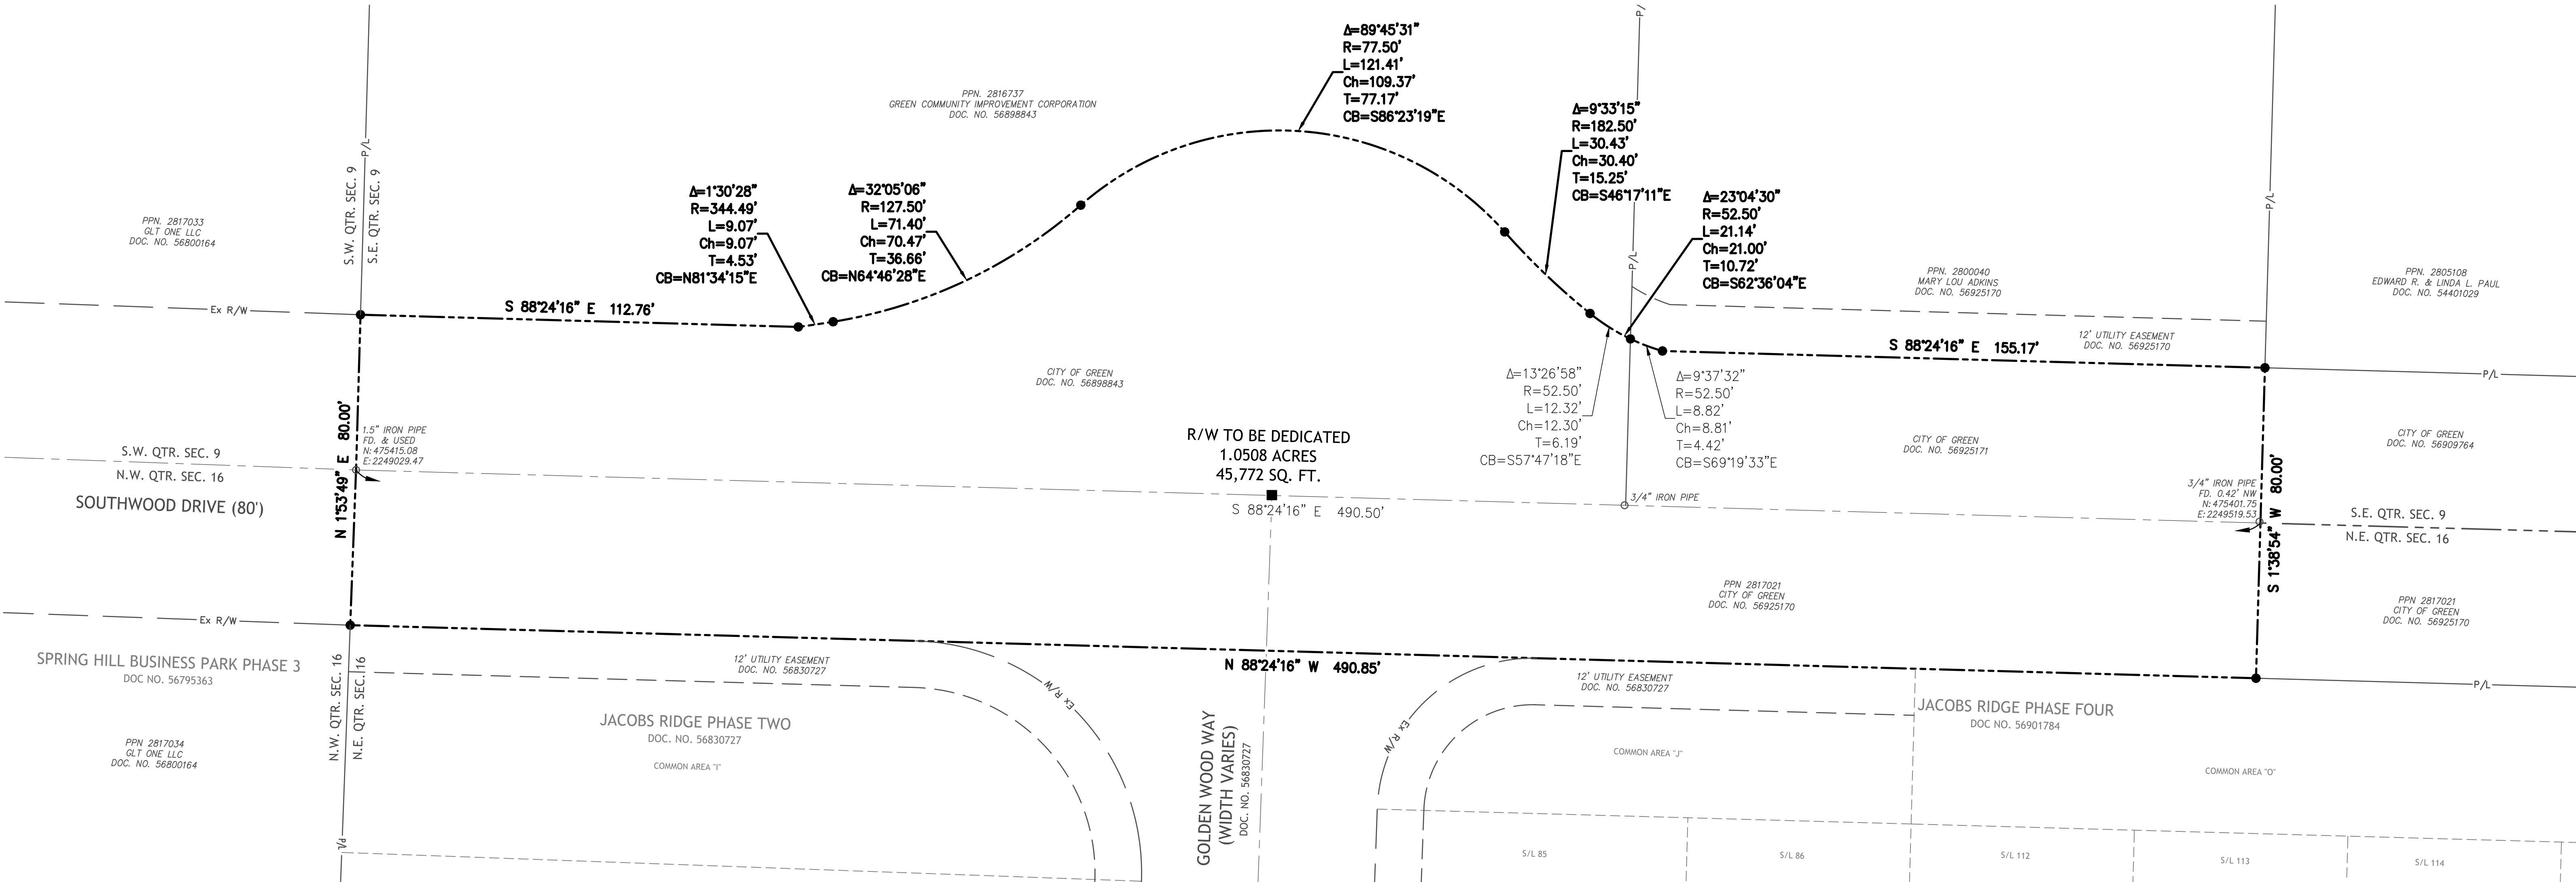 P/L
S.W. QTR. SEC. 9
S.E. QTR. SEC. 9
PPN. 2817033
GLT ONE LLC
DOC. NO. 56800164
Ex R/W
PPN. 2816737
GREEN COMMUNITY IMPROVEMENT CORPORATION
DOC. NO. 56898843
S 88°24'16" E 112.76'
Δ=1°30'28"
R=344.49'
L=9.07'
Ch=9.07'
T=4.53'
CB=N81°34'15"E
Δ=32°05'06"
R=127.50'
L=71.40'
Ch=70.47'
T=36.66'
CB=N64°46'28"E
Δ=89°45'31"
R=77.50'
L=121.41'
Ch=109.37'
T=77.17'
CB=S86°23'19"E
P/
Δ=9°33'15"
R=182.50'
L=30.43'
Ch=30.40'
T=15.25'
CB=S46°17'11"E
P/L
Δ=23°04'30"
R=52.50'
L=21.14'
Ch=21.00'
T=10.72'
CB=S62°36'04"E
P/L
PPN. 2800040
MARY LOU ADKINS
DOC. NO. 56925170
PPN. 2805108
EDWARD R. & LINDA L. PAUL
DOC. NO. 54401029
12' UTILITY EASEMENT
DOC. NO. 56925170
S 88°24'16" E 155.17'
P/L
CITY OF GREEN
DOC. NO. 56898843
Δ=13°26'58"
R=52.50'
L=12.32'
Ch=12.30'
T=6.19'
CB=S57°47'18"E
Δ=9°37'32"
R=52.50'
L=8.82'
Ch=8.81'
T=4.42'
CB=S69°19'33"E
CITY OF GREEN
DOC. NO. 56925171
CITY OF GREEN
DOC. NO. 56909764
N 1°53'49" E 80.00'
1.5" IRON PIPE
FD. & USED
N: 475415.08
E: 2249029.47
S.W. QTR. SEC. 9
N.W. QTR. SEC. 16
SOUTHWOOD DRIVE (80')
R/W TO BE DEDICATED
1.0508 ACRES
45,772 SQ. FT.
S 88°24'16" E 490.50'
3/4" IRON PIPE
3/4" IRON PIPE
FD. 0.42' NW
N: 475401.75
E: 2249519.53
S 1°38'54" W 80.00'
S.E. QTR. SEC. 9
N.E. QTR. SEC. 16
PPN 2817021
CITY OF GREEN
DOC. NO. 56925170
PPN 2817021
CITY OF GREEN
DOC. NO. 56925170
Ex R/W
SPRING HILL BUSINESS PARK PHASE 3
DOC NO. 56795363
N.W. QTR. SEC. 16
N.E. QTR. SEC. 16
12' UTILITY EASEMENT
DOC. NO. 56830727
N 88°24'16" W 490.85'
12' UTILITY EASEMENT
DOC. NO. 56830727
P/L
Ex R/W
Ex R/W
JACOBS RIDGE PHASE TWO
DOC. NO. 56830727
COMMON AREA "I"
JACOBS RIDGE PHASE FOUR
DOC NO. 56901784
PPN 2817034
GLT ONE LLC
DOC. NO. 56800164
GOLDEN WOOD WAY
(WIDTH VARIES)
DOC. NO. 56830727
COMMON AREA "J"
COMMON AREA "O"
P/L
S/L 85
S/L 86
S/L 112
S/L 113
S/L 114